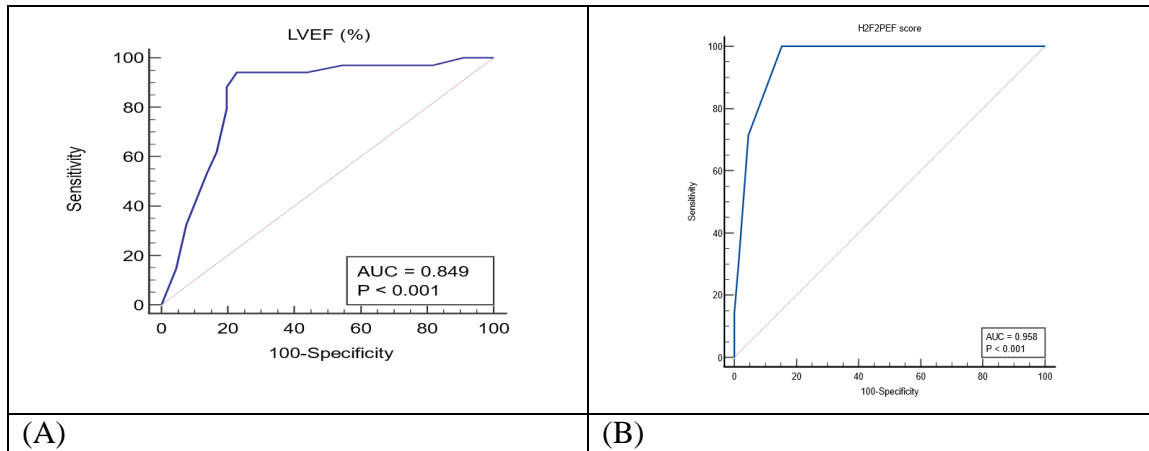 LVEF (%)
100
80
60
40
20
0
Sensitivity
AUC = 0.849
P < 0.001
0 20 40 60 80 100
100-Specificity
(A)
H2F2PEF score
100
80
60
40
20
0
Sensitivity
AUC = 0.958
P < 0.001
0 20 40 60 80 100
100-Specificity
(B)